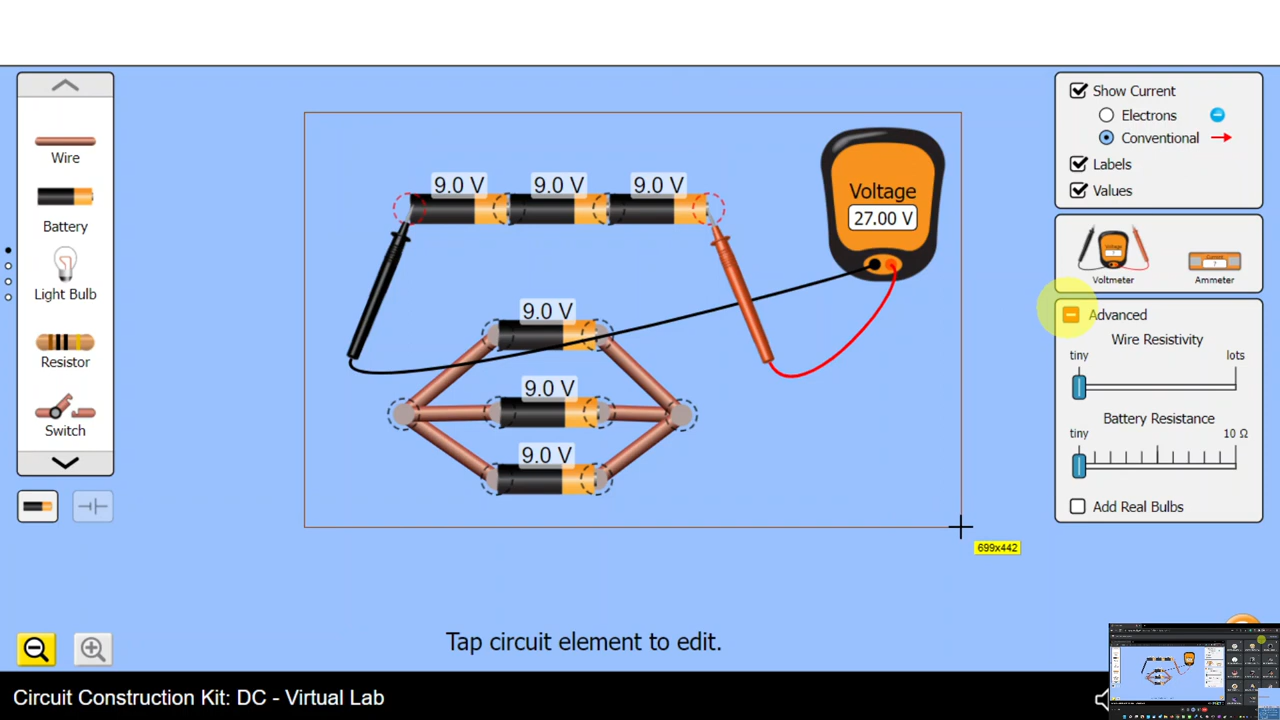 Wire
Battery
Light Bulb
Resistor
Switch
9.0 V 9.0 V 9.0 V
Voltage
27.00 V
9.0 V
9.0 V
9.0 V
699x442
Show Current
Electrons
Conventional
Labels
Values
Voltmeter
Ammeter
Advanced
Wire Resistivity
tiny lots
Battery Resistance
tiny 10 Ω
Add Real Bulbs
Tap circuit element to edit.
Circuit Construction Kit: DC - Virtual Lab